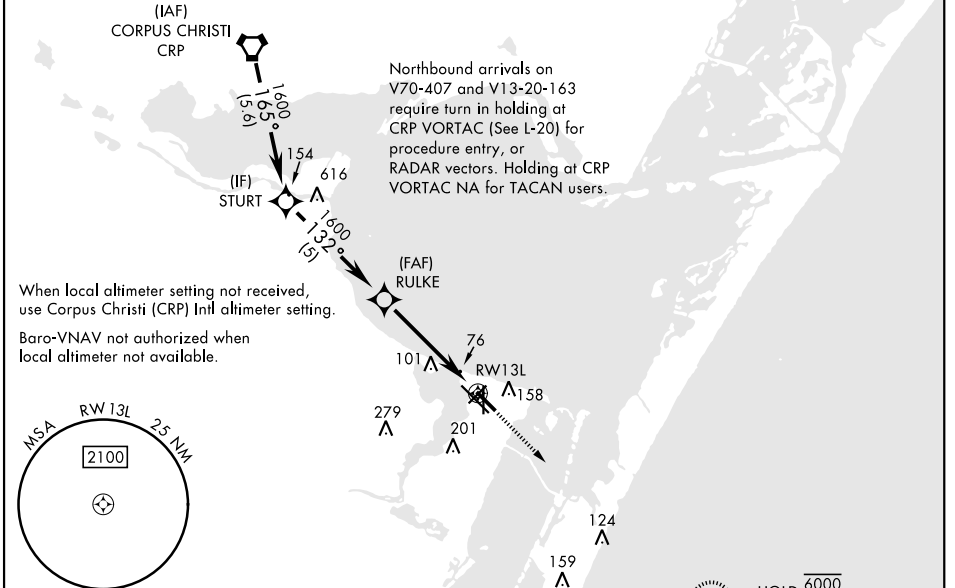 (IAF)
CORPUS CHRISTI
CRP
1600
165°
(5.6)
Northbound arrivals on
V70-407 and V13-20-163
require turn in holding at
CRP VORTAC (See L-20) for
procedure entry, or
RADAR vectors. Holding at CRP
VORTAC NA for TACAN users.
154
616
(IF)
STURT
1600
132°
(5)
(FAF)
RULKE
When local altimeter setting not received,
use Corpus Christi (CRP) Intl altimeter setting.
Baro-VNAV not authorized when
local altimeter not available.
76
101
RW13L
158
279
201
MSA RW 13L 25 NM
2100
124
159
HOLD 6000